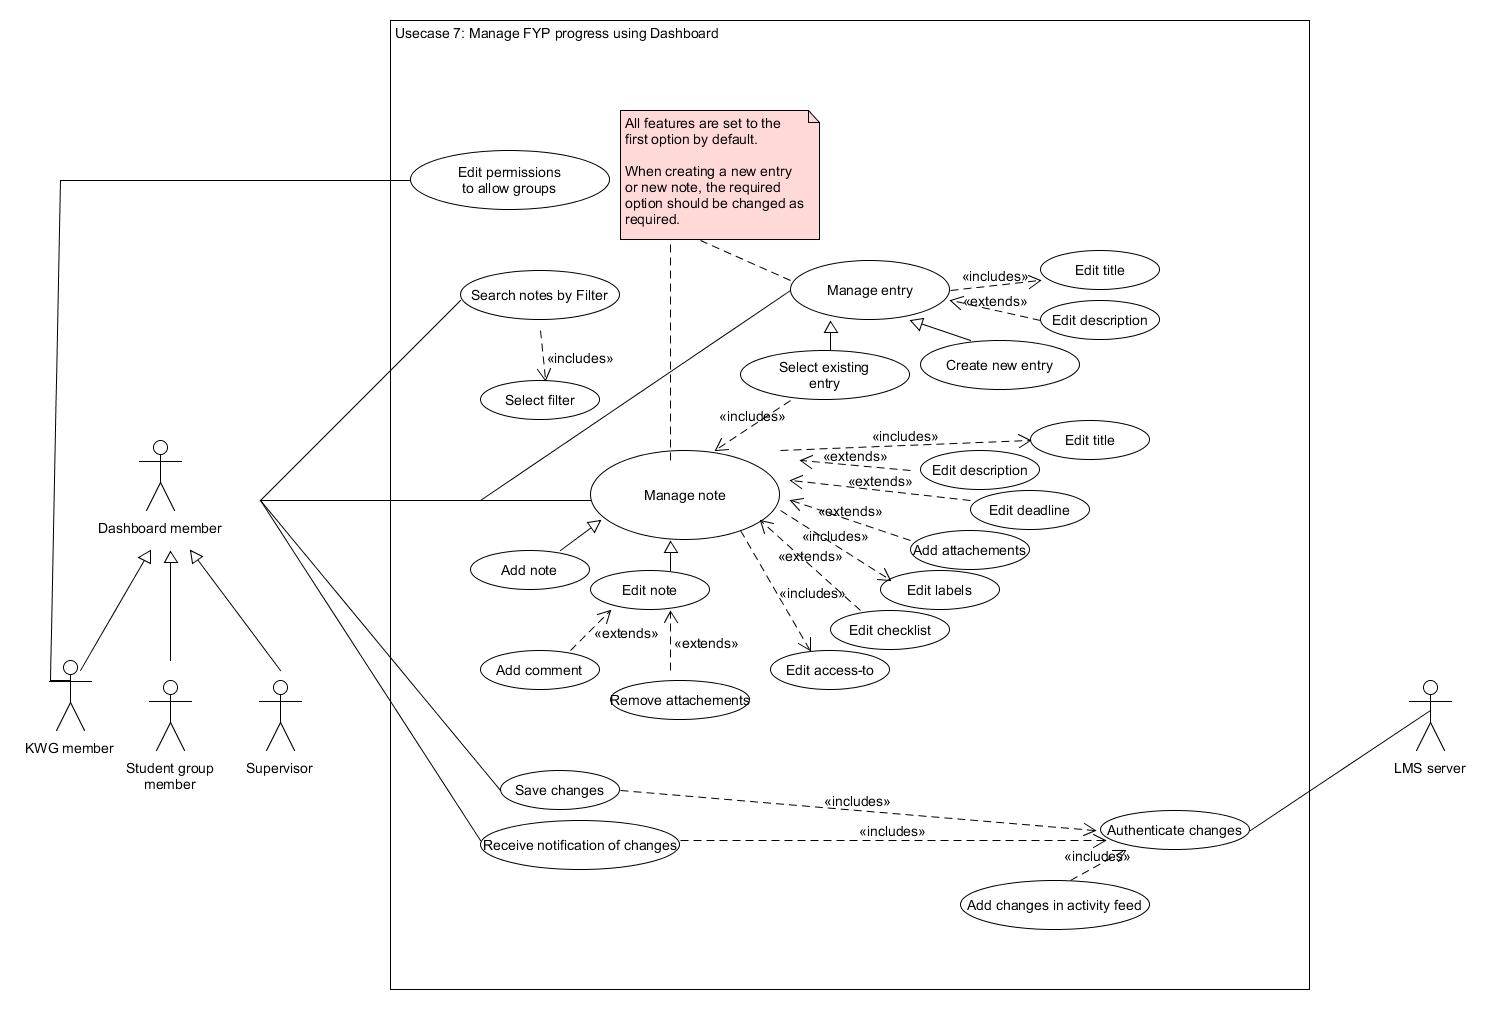 Usecase 7: Manage FYP progress using Dashboard
All features are set to the
first option by default.
When creating a new entry
or new note, the required
option should be changed as
required.
Edit permissions
to allow groups
Search notes by Filter
«includes»
Select filter
Manage entry
«includes»
Edit title
«extends»
Edit description
Select existing
entry
Create new entry
«includes»
Manage note
«includes»
Edit title
«extends»
Edit description
«extends»
Edit deadline
«extends»
Add attachements
«includes»
Edit labels
«extends»
Edit checklist
«includes»
Edit access-to
Add note
Edit note
«extends»
Add comment
«extends»
Remove attachements
Dashboard member
KWG member
Student group
member
Supervisor
LMS server
Save changes
«includes»
Receive notification of changes
«includes»
Authenticate changes
«includes»
Add changes in activity feed